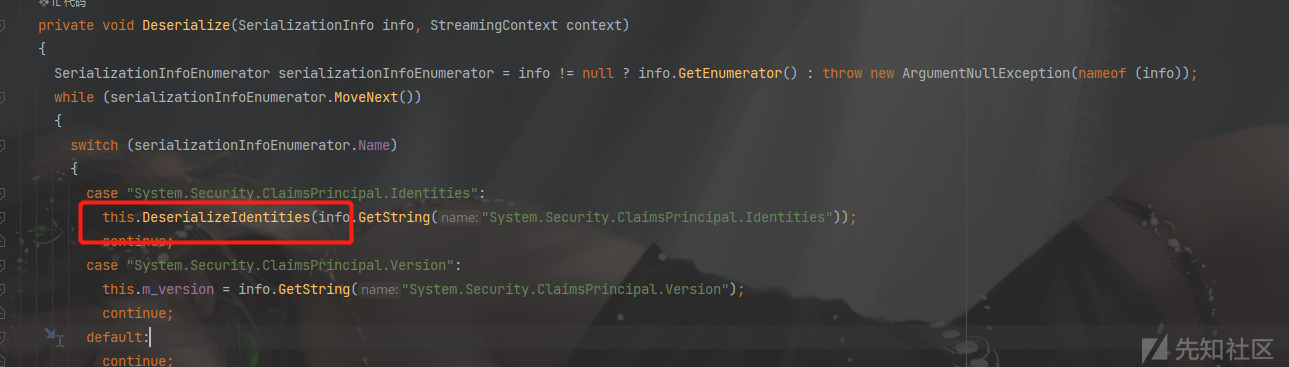 IL 代码
private void Deserialize(SerializationInfo info, StreamingContext context)
{
SerializationInfoEnumerator serializationInfoEnumerator = info != null ? info.GetEnumerator() : throw new ArgumentNullException(nameof (info));
while (serializationInfoEnumerator.MoveNext())
{
switch (serializationInfoEnumerator.Name)
{
case "System.Security.ClaimsPrincipal.Identities":
this.DeserializeIdentities(info.GetString( name: "System.Security.ClaimsPrincipal.Identities"));
continue;
case "System.Security.ClaimsPrincipal.Version":
this.m_version = info.GetString( name: "System.Security.ClaimsPrincipal.Version");
continue;
default:
continue;
先知社区